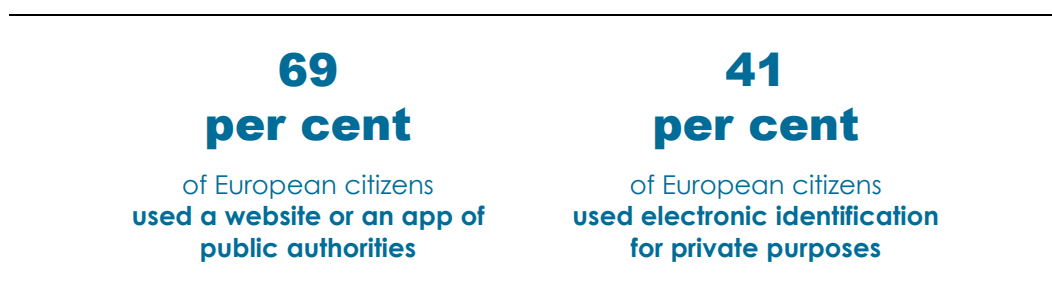 69
per cent
of European citizens
used a website or an app of
public authorities
41
per cent
of European citizens
used electronic identification
for private purposes